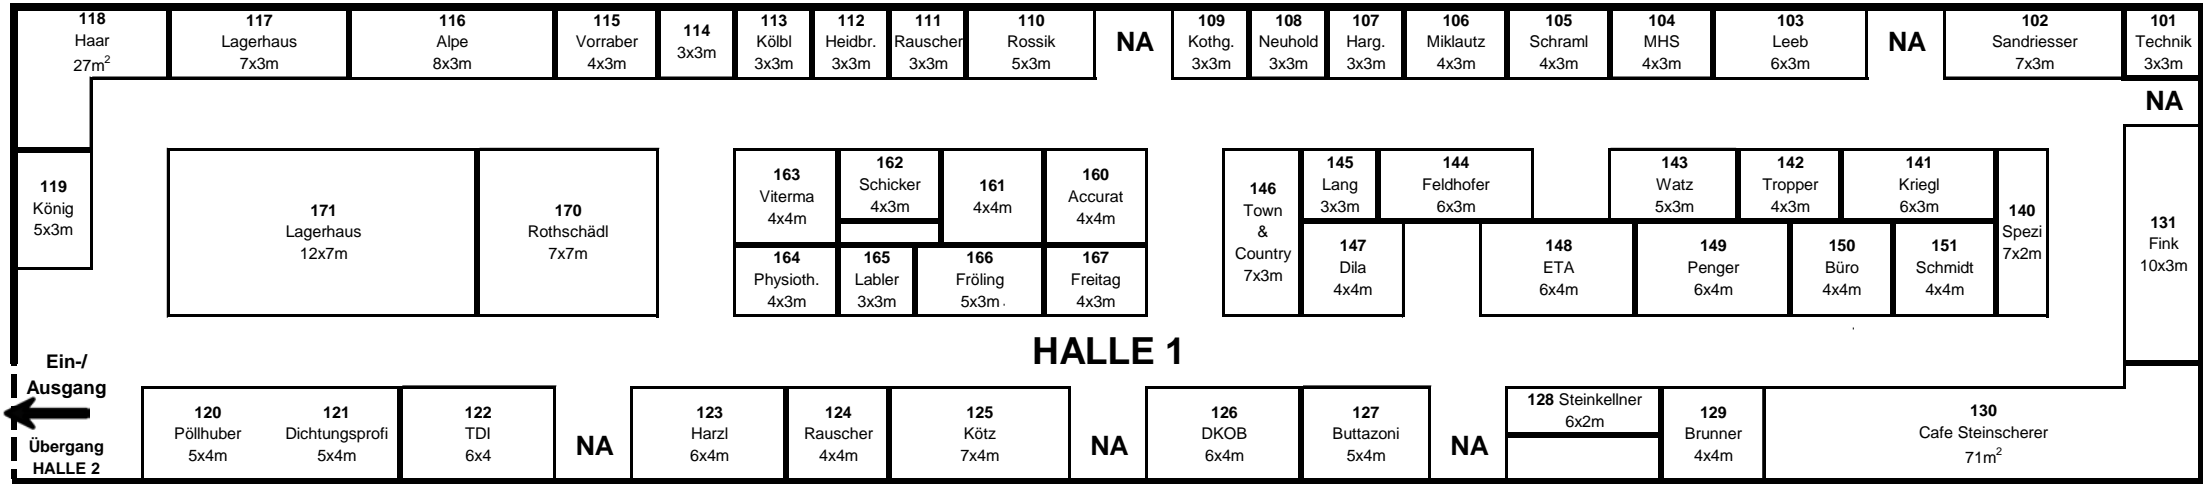 118
Haar
27m²
117
Lagerhaus
7x3m
116
Alpe
8x3m
115
Vorraber
4x3m
114
3x3m
113
Kölbl
3x3m
112
Heidbr.
3x3m
111
Rauscher
3x3m
110
Rossik
5x3m
NA
109
Kothg.
3x3m
108
Neuhold
3x3m
107
Harg.
3x3m
106
Miklautz
4x3m
105
Schraml
4x3m
104
MHS
4x3m
103
Leeb
6x3m
NA
102
Sandriesser
7x3m
101
Technik
3x3m
NA
119
König
5x3m
171
Lagerhaus
12x7m
170
Rothschädl
7x7m
163
Viterma
4x4m
162
Schicker
4x3m
161
4x4m
160
Accurat
4x4m
164
Physioth.
4x3m
165
Labler
3x3m
166
Fröling
5x3m
167
Freitag
4x3m
146
Town
&
Country
7x3m
145
Lang
3x3m
144
Feldhofer
6x3m
143
Watz
5x3m
142
Tropper
4x3m
141
Kriegl
6x3m
140
Spezi
7x2m
147
Dila
4x4m
148
ETA
6x4m
149
Penger
6x4m
150
Büro
4x4m
151
Schmidt
4x4m
131
Fink
10x3m
HALLE 1
Ein-/
Ausgang
Übergang
HALLE 2
120
Pöllhuber
5x4m
121
Dichtungsprofi
5x4m
122
TDI
6x4
NA
123
Harzl
6x4m
124
Rauscher
4x4m
125
Kötz
7x4m
NA
126
DKOB
6x4m
127
Buttazoni
5x4m
NA
128 Steinkellner
6x2m
129
Brunner
4x4m
130
Cafe Steinscherer
71m²